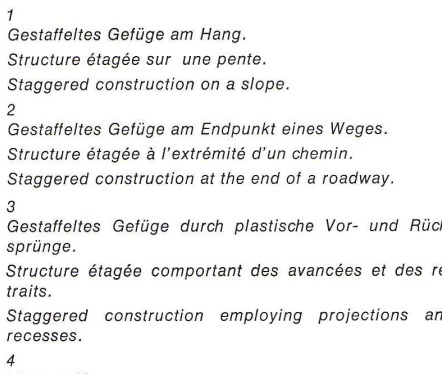 1
Gestaffeltes Gefüge am Hang.
Structure étagée sur une pente.
Staggered construction on a slope.
2
Gestaffeltes Gefüge am Endpunkt eines Weges.
Structure étagée à l'extrémité d'un chemin.
Staggered construction at the end of a roadway.
3
Gestaffeltes Gefüge durch plastische Vor- und Rück
sprünge.
Structure étagée comportant des avancées et des re
traits.
Staggered construction employing projections an
recesses.
4